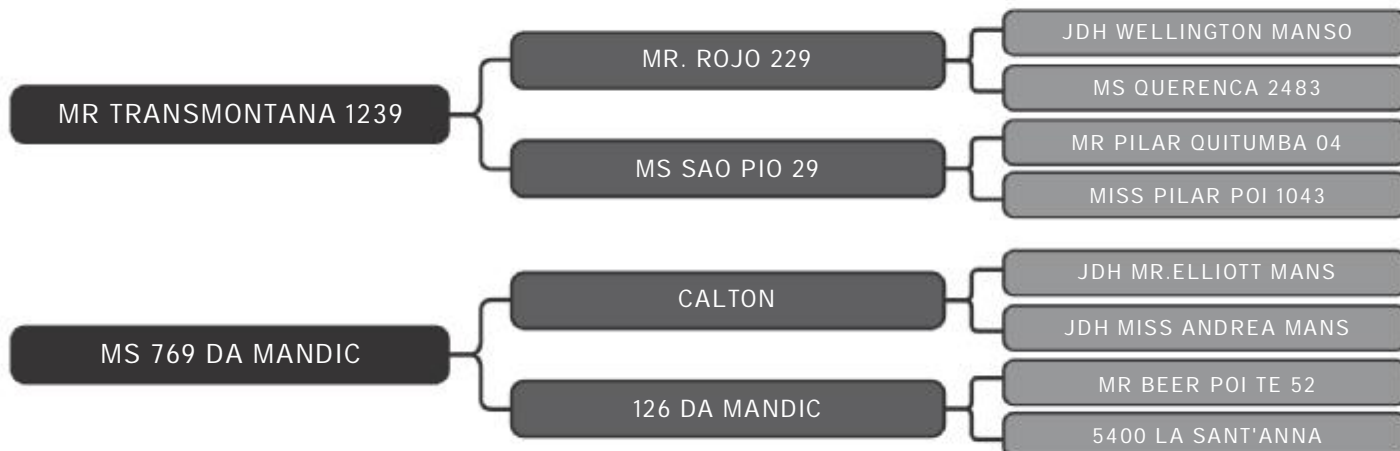 MR TRANSMONTANA 1239
MR. ROJO 229
JDH WELLINGTON MANSO
MS QUERENCA 2483
MS SAO PIO 29
MR PILAR QUITUMBA 04
MISS PILAR POI 1043
MS 769 DA MANDIC
CALTON
JDH MR.ELLIOTT MANS
JDH MISS ANDREA MANS
126 DA MANDIC
MR BEER POI TE 52
5400 LA SANT'ANNA